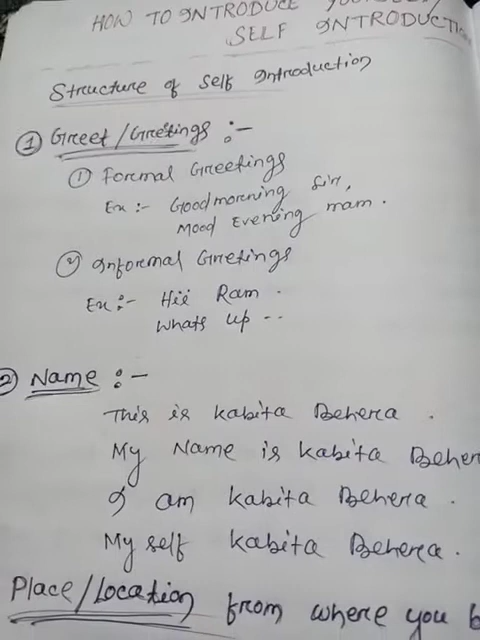 HOW TO INTRODUCE
SELF INTRODUCTION
Structure of Self Introduction
① Greet/Greetings :-
① Formal Greetings
Ex :- Good morning Sir,
Mood Evening mam.
② Informal Greetings
Ex :- Hii Ram.
Whats up --
② Name :-
This is Kabita Behera.
My Name is Kabita Beher
I am Kabita Behera.
My self Kabita Behera.
Place/Location from where you b